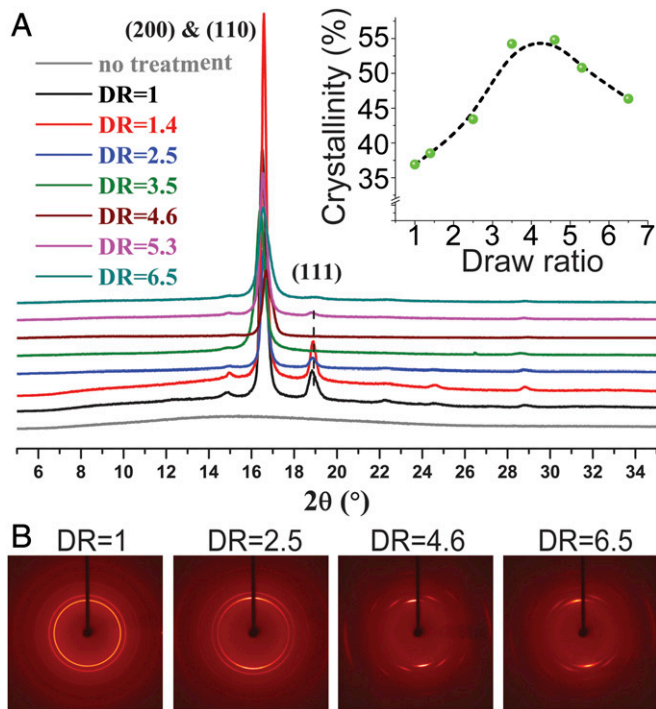 A
(200) & (110)
no treatment
DR=1
DR=1.4
DR=2.5
DR=3.5
DR=4.6
DR=5.3
DR=6.5
(111)
Crystallinity (%)
55
50
45
40
35
1 2 3 4 5 6 7
Draw ratio
6 8 10 12 14 16 18 20 22 24 26 28 30 32 34
2θ (°)
B
DR=1 DR=2.5 DR=4.6 DR=6.5